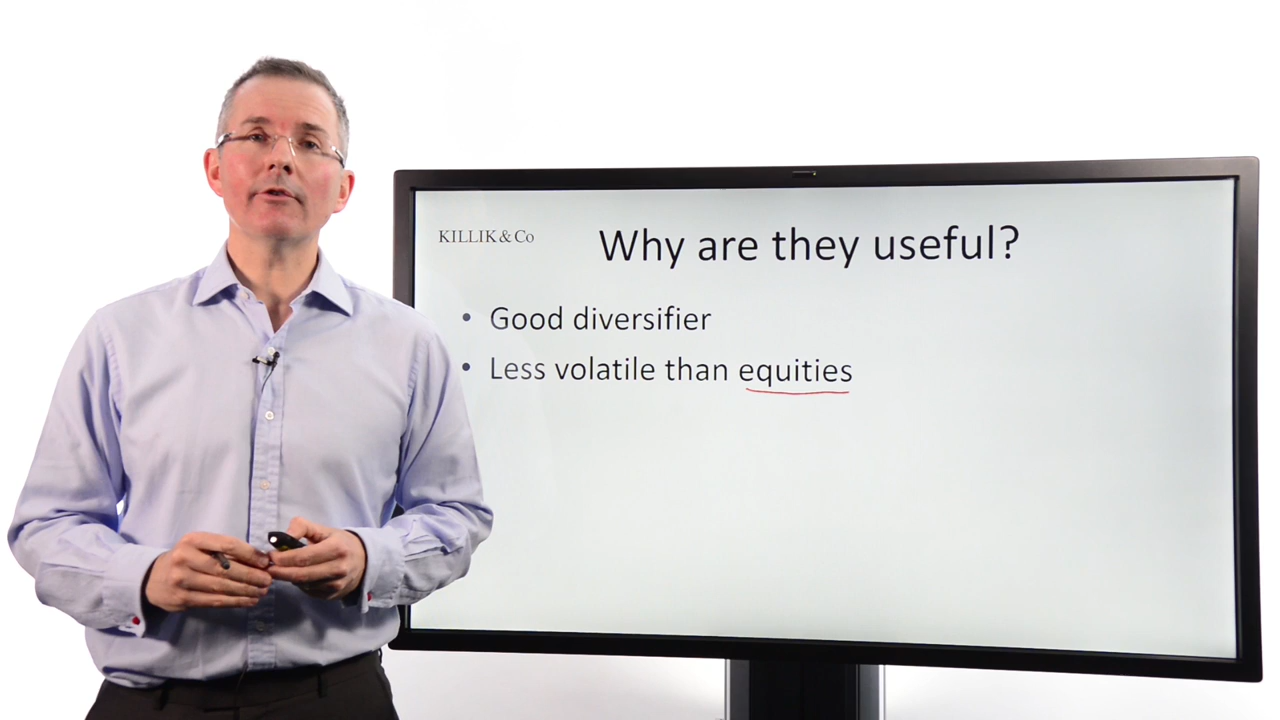 KILLIK & Co
Why are they useful?
• Good diversifier
• Less volatile than equities